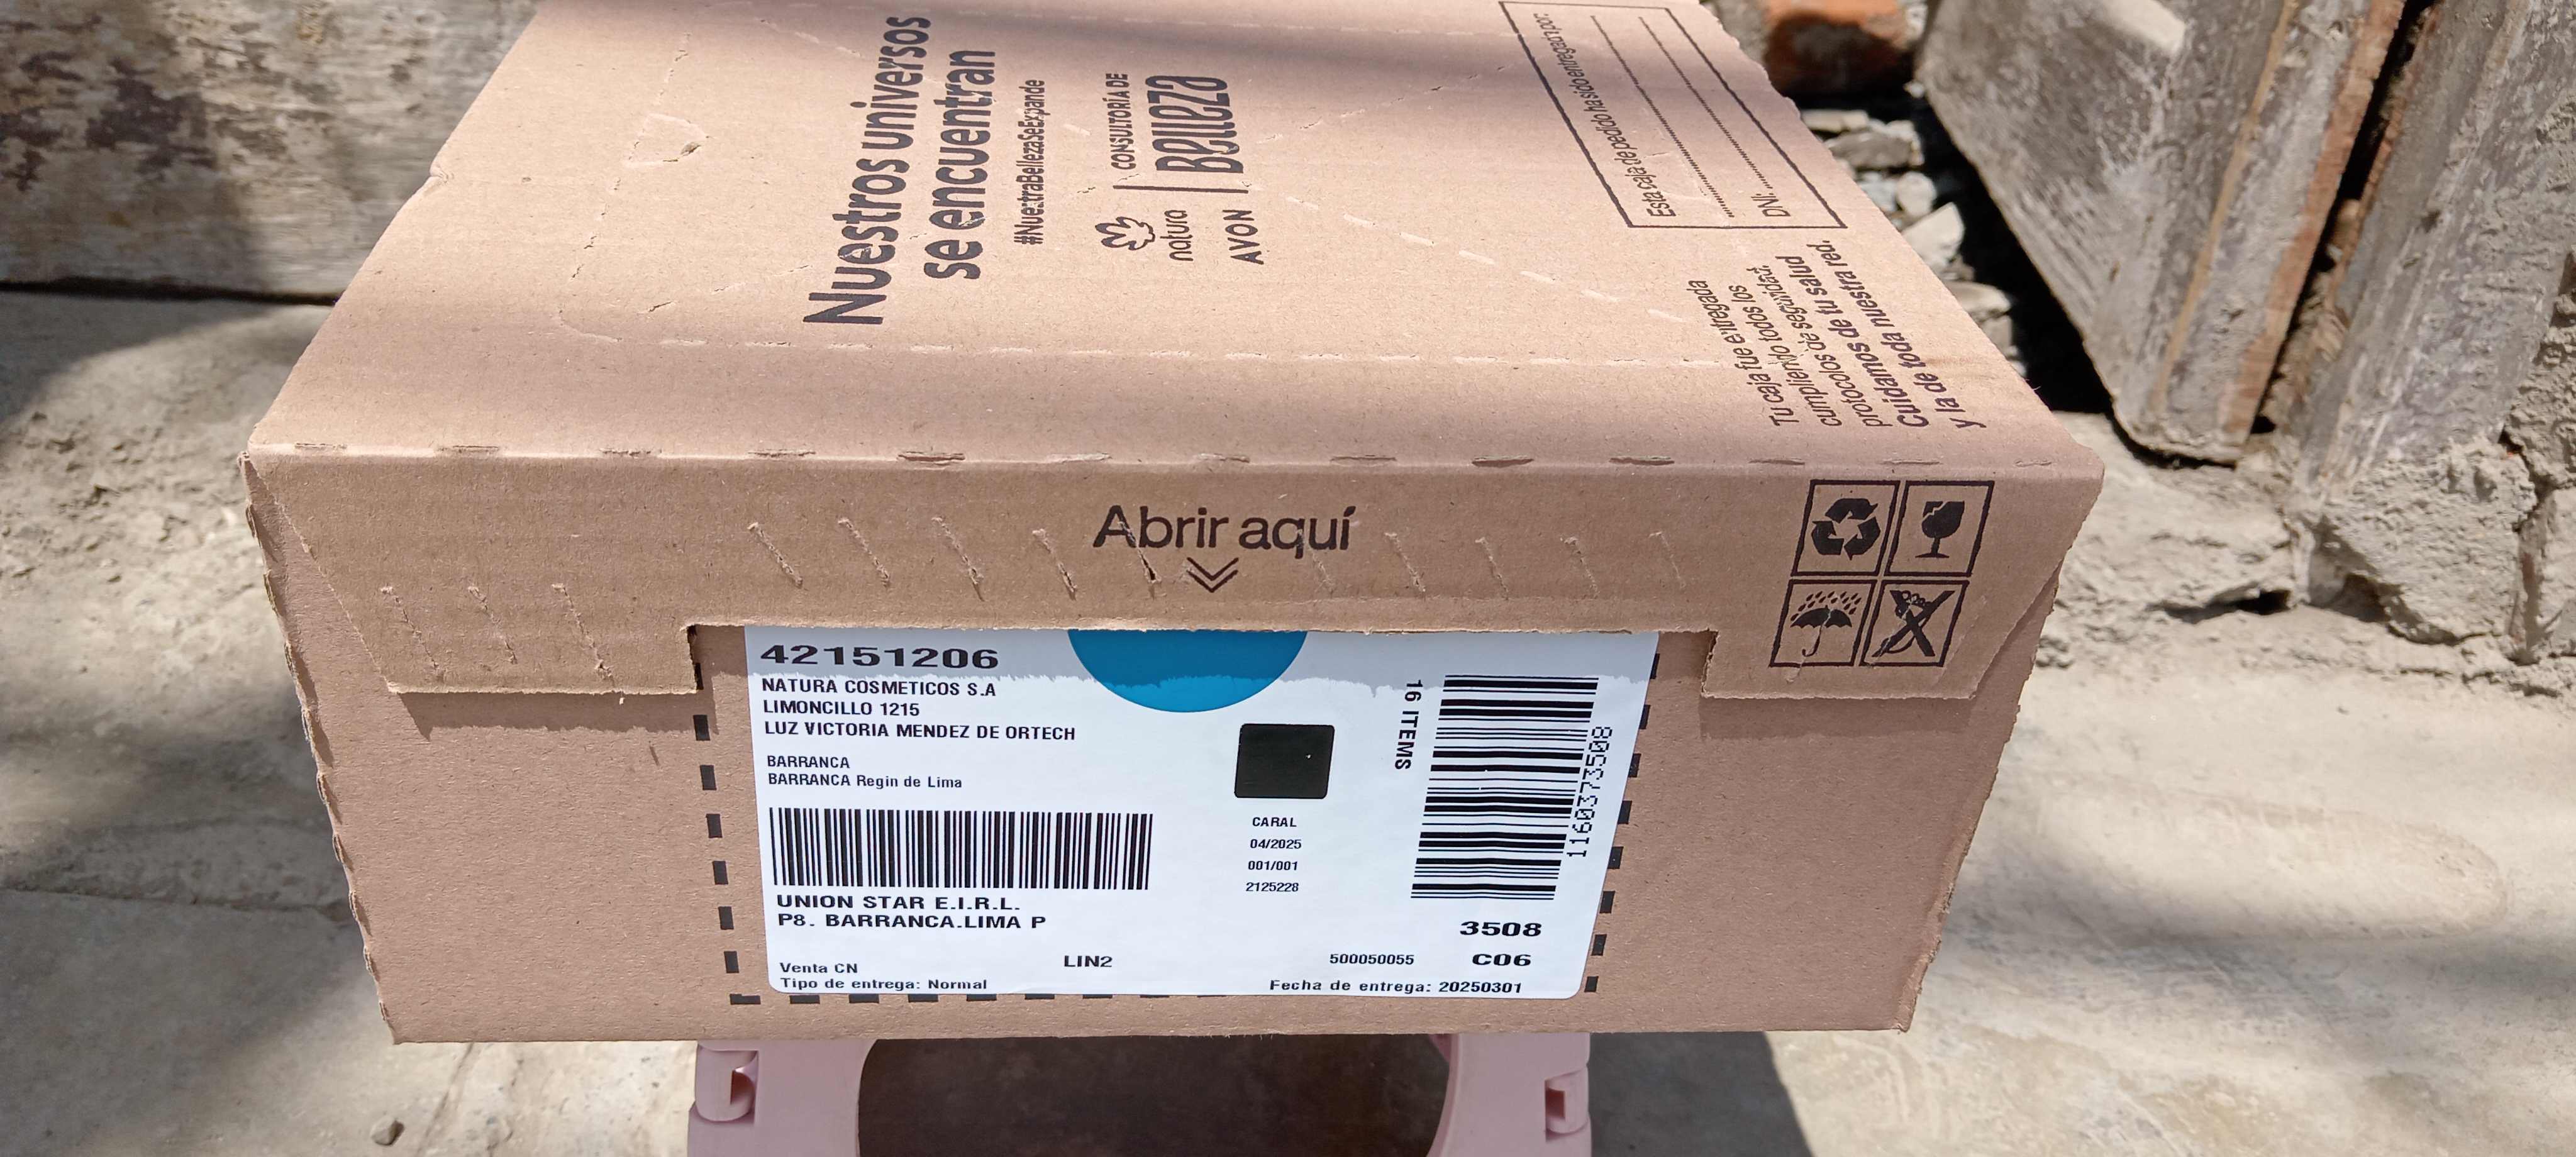 Nuestros universos
se encuentran
#NuestraBellezaSeExpande
natura
AVON
CONSULTORÍA DE
Belleza
Esta caja de pedido ha sido entregada por:
DNI:
Tu caja fue entregada
cumpliendo todos los
protocolos de seguridad.
Cuidamos de tu salud
y la de toda nuestra red.
Abrir aquí
42151206
NATURA COSMETICOS S.A
LIMONCILLO 1215
LUZ VICTORIA MENDEZ DE ORTECH
BARRANCA
BARRANCA Regin de Lima
UNION STAR E.I.R.L.
P8. BARRANCA.LIMA P
Venta CN
Tipo de entrega: Normal
LIN2
CARAL
04/2025
001/001
2125228
16 ITEMS
1160373508
3508
500050055
C06
Fecha de entrega: 20250301